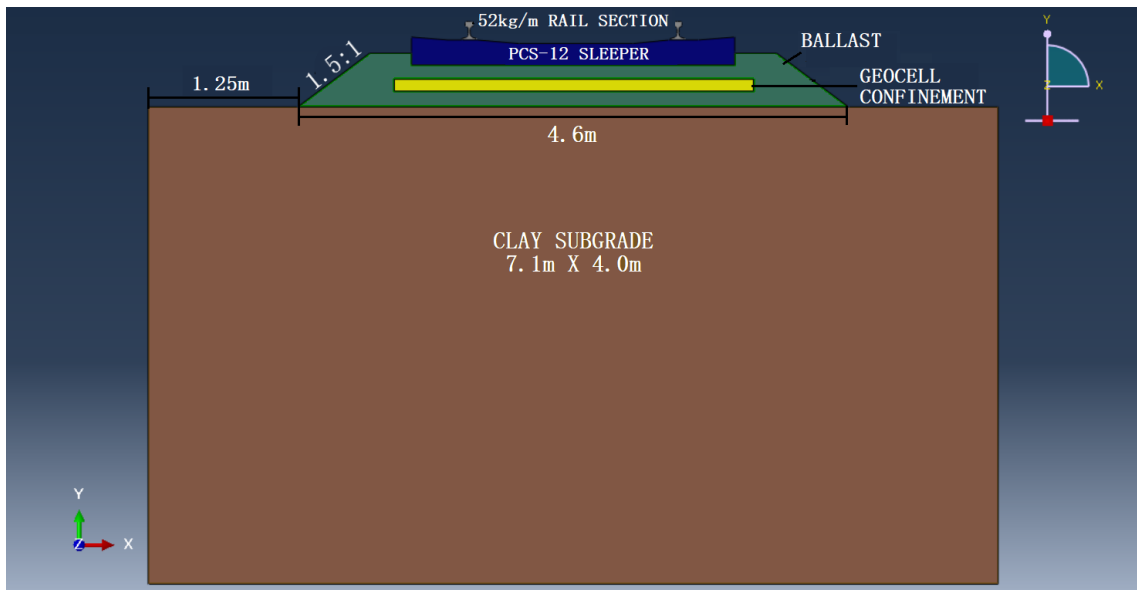 52kg/m RAIL SECTION
PCS-12 SLEEPER
BALLAST
1.5:1
GEOCELL
CONFINEMENT
1.25m
4.6m
CLAY SUBGRADE
7.1m X 4.0m
Y
Z
X
Y
Z
X